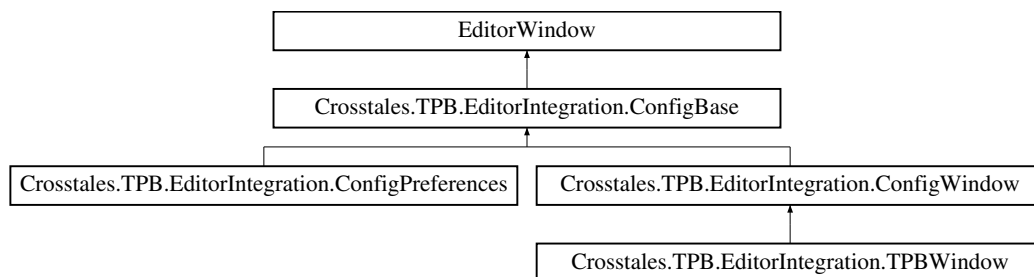 EditorWindow
Crosstales.TPB.EditorIntegration.ConfigBase
Crosstales.TPB.EditorIntegration.ConfigPreferences
Crosstales.TPB.EditorIntegration.ConfigWindow
Crosstales.TPB.EditorIntegration.TPBWindow